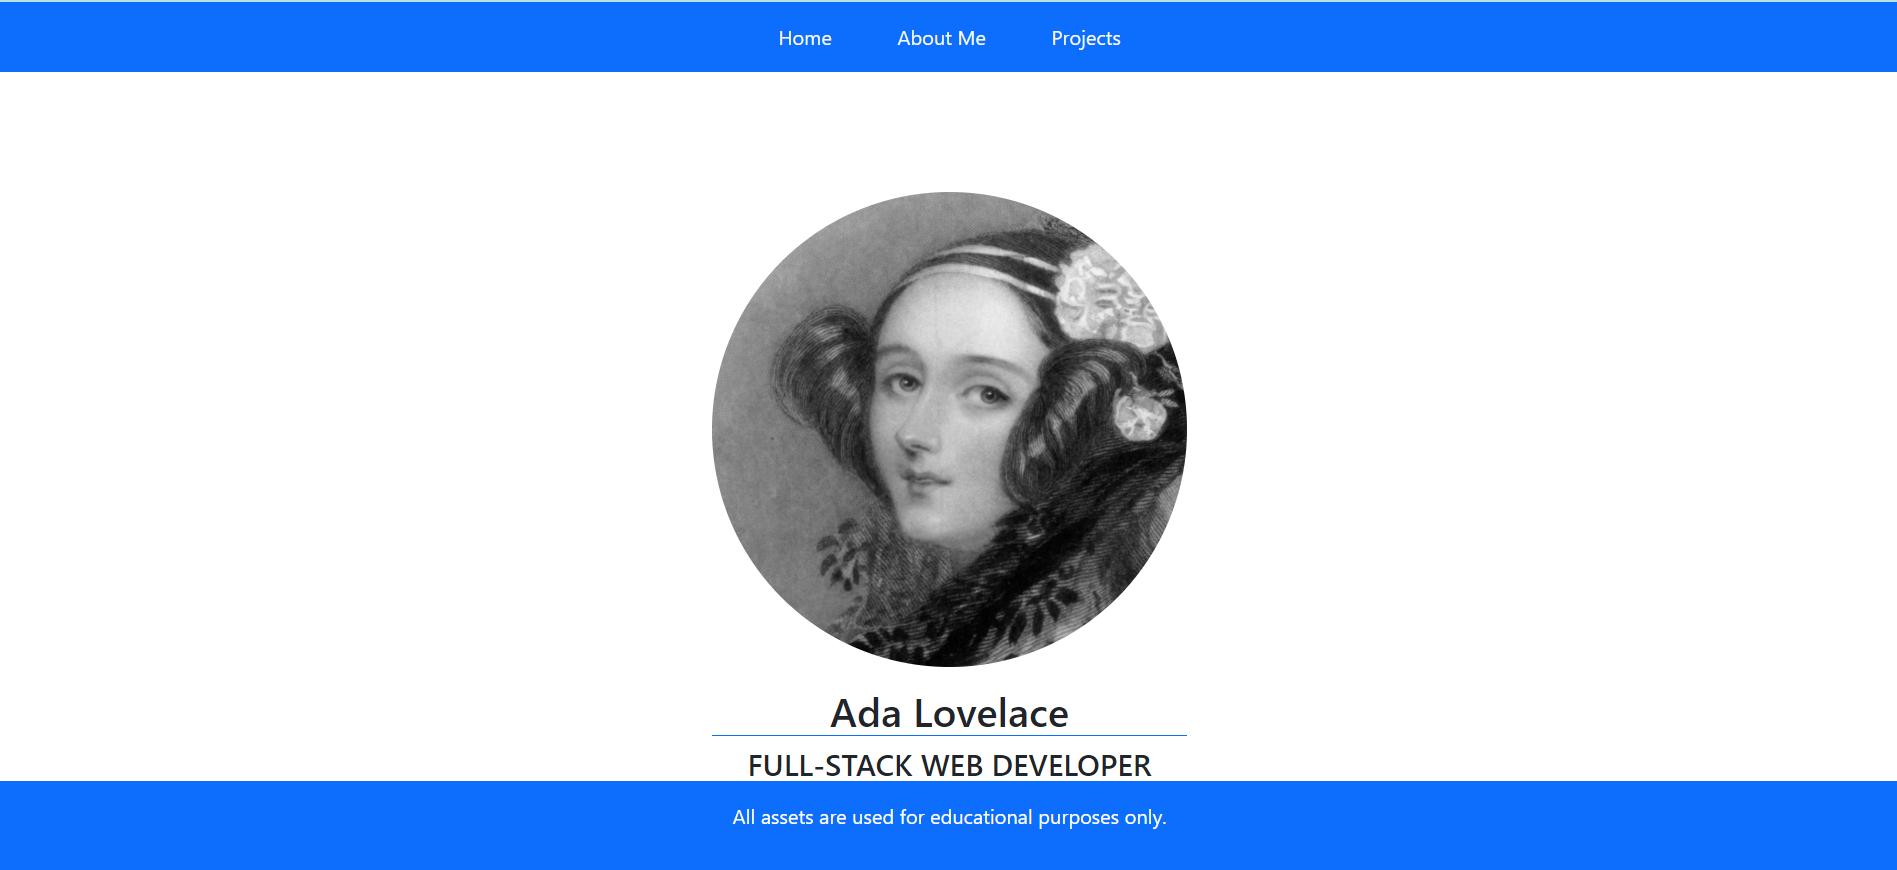 Home About Me Projects
Ada Lovelace
FULL-STACK WEB DEVELOPER
All assets are used for educational purposes only.